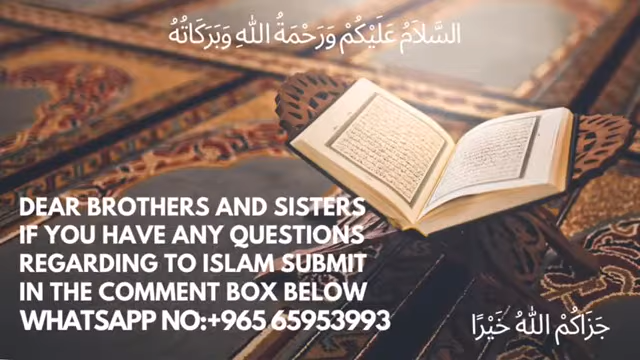 السَّلَامُ عَلَيْكُمْ وَرَحْمَةُ اللهِ وَبَرَكَاتُهُ
DEAR BROTHERS AND SISTERS
IF YOU HAVE ANY QUESTIONS
REGARDING TO ISLAM SUBMIT
IN THE COMMENT BOX BELOW
WHATSAPP NO:+965 65953993
جَزَاكُمْ اللهُ خَيْرًا